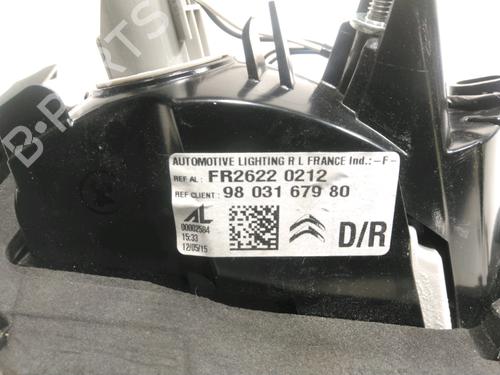 AUTOMOTIVE LIGHTING R L FRANCE Ind.: -F-
REF AL: FR2622 0212
REF CLIENT: 98 031 679 80
AL
00002584
15:33
12/05/15
D/R
B-PARTS